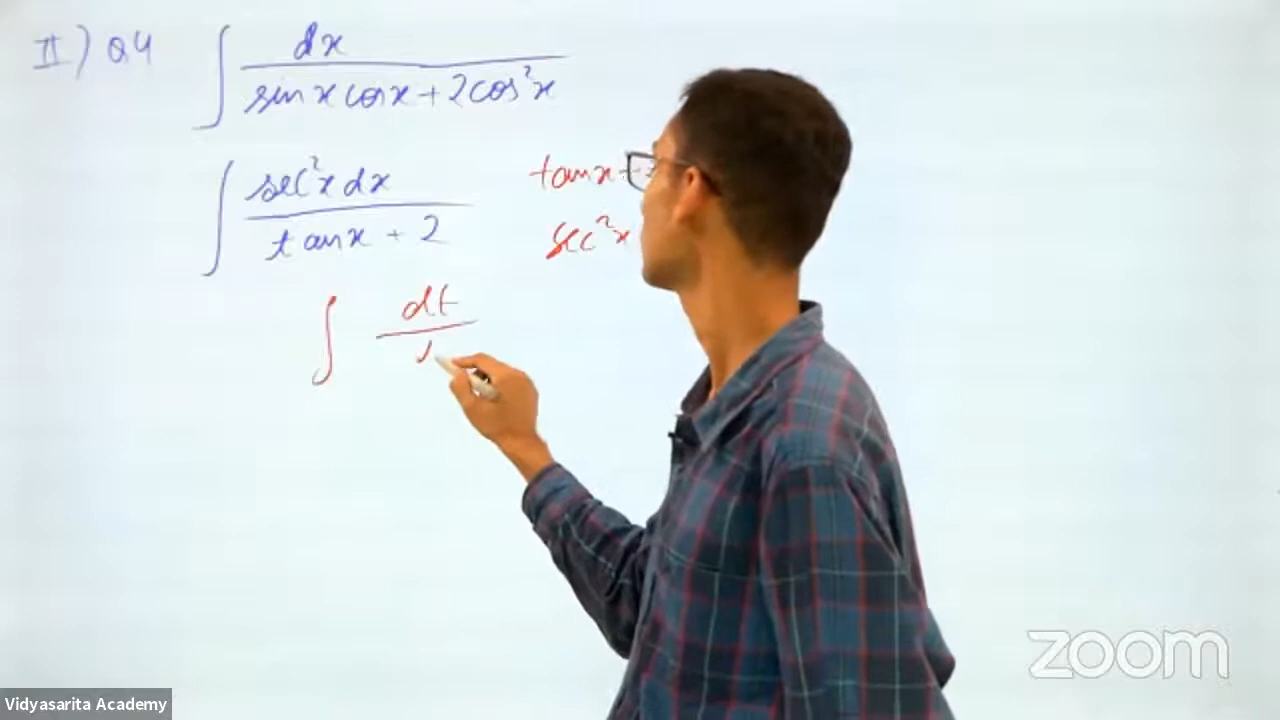 II) Q4 ∫ dx / (sin x cos x + 2cos²x)
∫ sec²x dx / (tan x + 2)
tan x +
sec²x
∫ dt /
zoom
Vidyasarita Academy